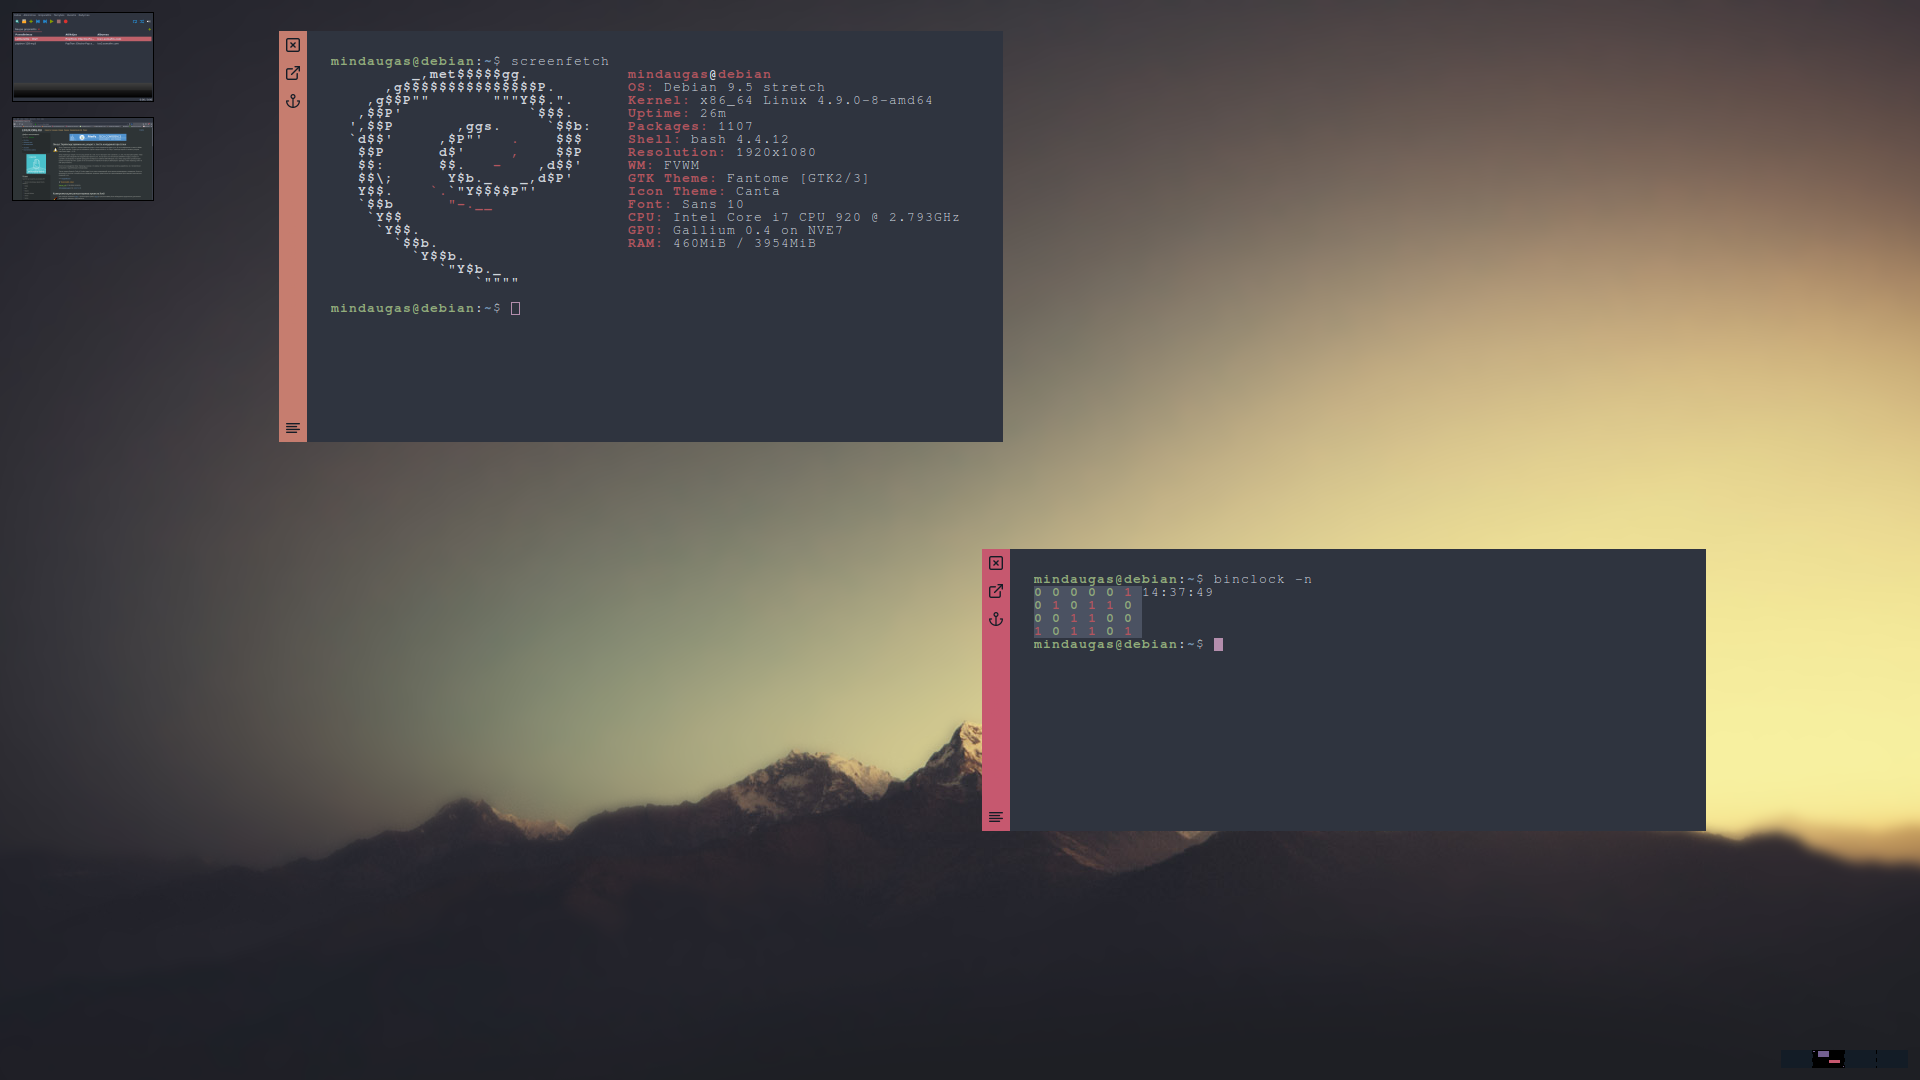 mindaugas@debian:~$ screenfetch
         _,met$$$$$gg.           mindaugas@debian
      ,g$$$$$$$$$$$$$$$P.        OS: Debian 9.5 stretch
    ,g$$P""       """Y$$.".      Kernel: x86_64 Linux 4.9.0-8-amd64
   ,$$P'              `$$$.      Uptime: 26m
  ',$$P       ,ggs.     `$$b:    Packages: 1107
  `d$$'     ,$P"'   .    $$$     Shell: bash 4.4.12
   $$P      d$'     ,    $$P     Resolution: 1920x1080
   $$:      $$.   -    ,d$$'     WM: FVWM
   $$\;      Y$b._   _,d$P'      GTK Theme: Fantome [GTK2/3]
   Y$$.    `.`"Y$$$$P"'          Icon Theme: Canta
   `$$b      "-.__               Font: Sans 10
    `Y$$                         CPU: Intel Core i7 CPU 920 @ 2.793GHz
     `Y$$.                       GPU: Gallium 0.4 on NVE7
       `$$b.                     RAM: 460MiB / 3954MiB
         `Y$$b.
            `"Y$b._
                `""""
mindaugas@debian:~$
mindaugas@debian:~$ binclock -n
0 0 0 0 0 1 14:37:49
0 1 0 1 1 0
0 0 1 1 0 0
1 0 1 1 0 1
mindaugas@debian:~$